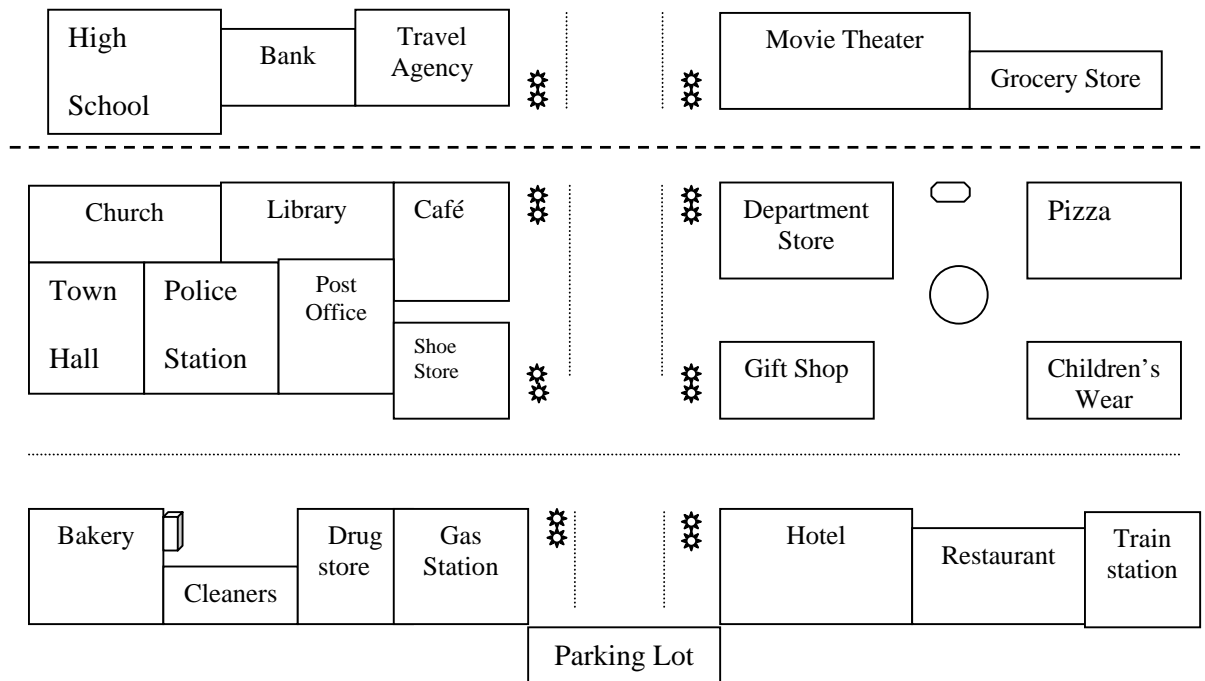 High
School
Bank
Travel
Agency
Movie Theater
Grocery Store
Church
Library
Café
Department
Store
Pizza
Town
Hall
Police
Station
Post
Office
Shoe
Store
Gift Shop
Children’s
Wear
Bakery
Cleaners
Drug
store
Gas
Station
Hotel
Restaurant
Train
station
Parking Lot